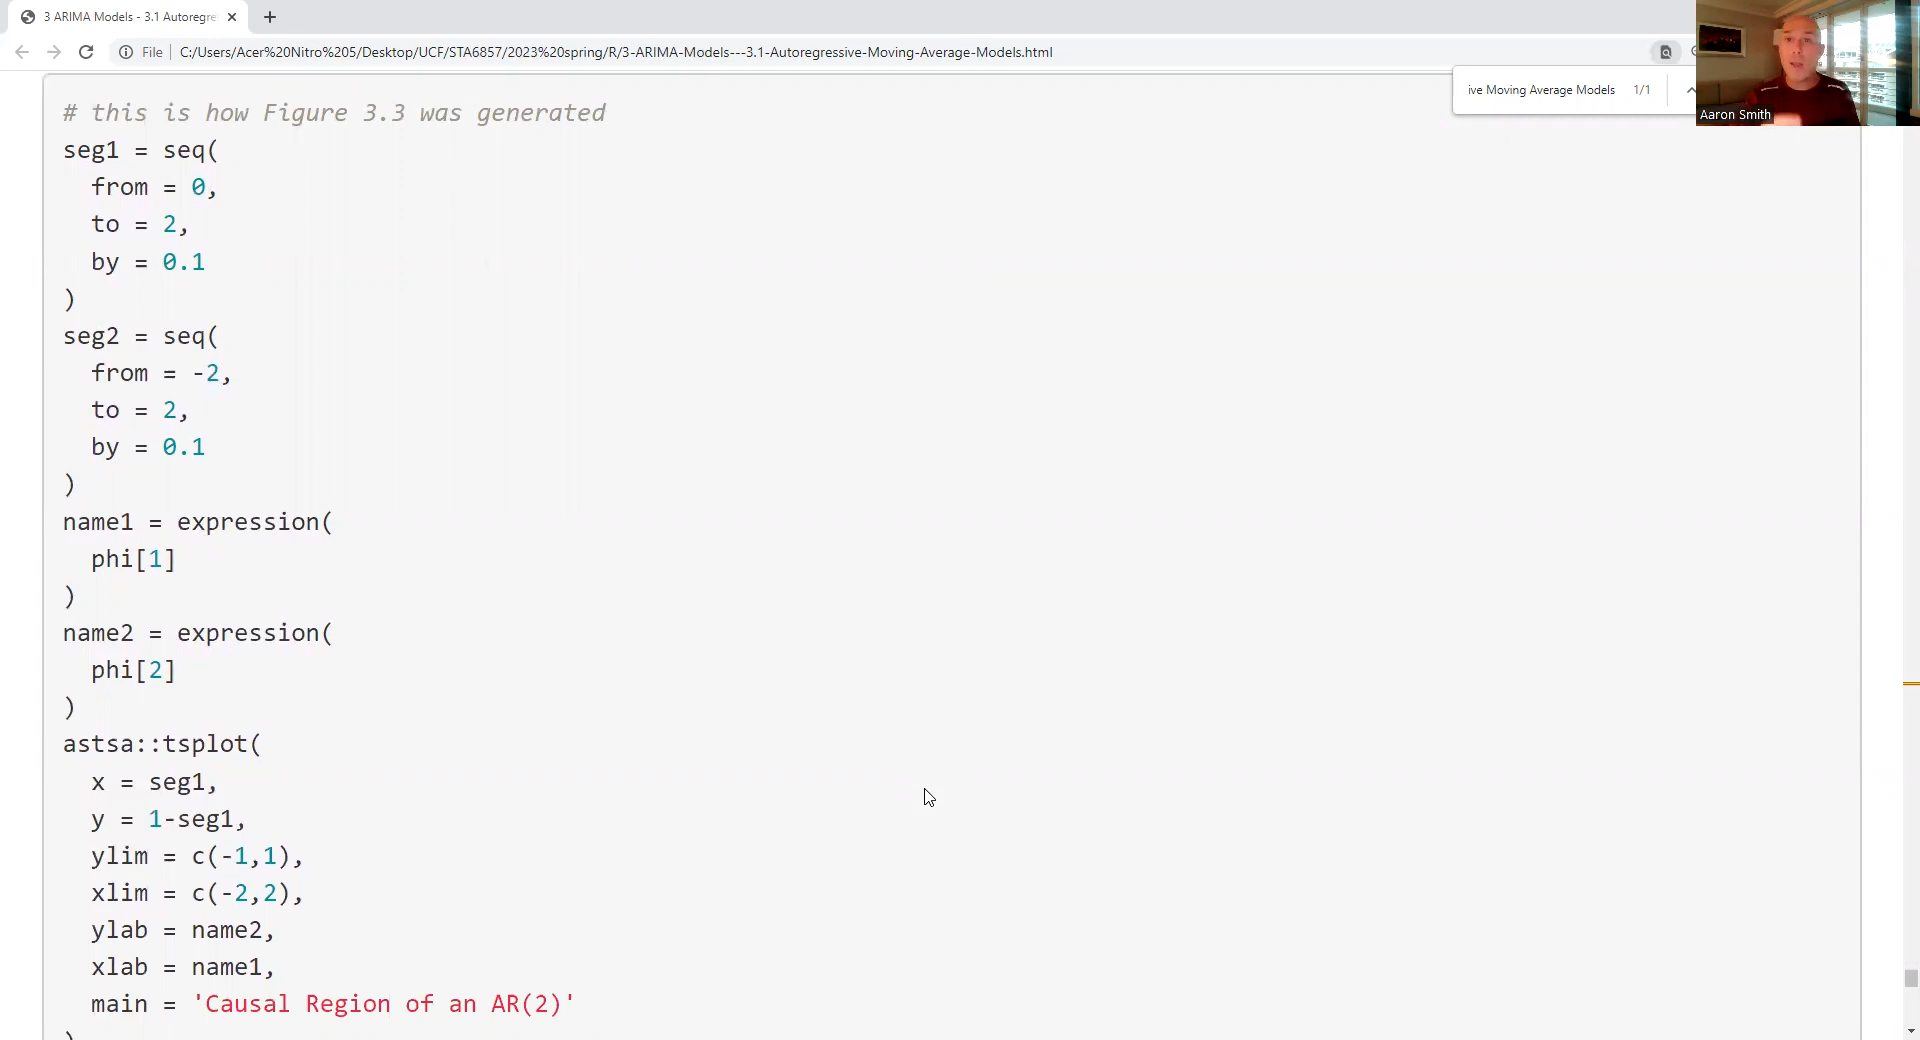 3 ARIMA Models - 3.1 Autoregre
File C:/Users/Acer%20Nitro%205/Desktop/UCF/STA6857/2023%20spring/R/3-ARIMA-Models---3.1-Autoregressive-Moving-Average-Models.html
ive Moving Average Models 1/1
Aaron Smith
# this is how Figure 3.3 was generated
seg1 = seq(
  from = 0,
  to = 2,
  by = 0.1
)
seg2 = seq(
  from = -2,
  to = 2,
  by = 0.1
)
name1 = expression(
  phi[1]
)
name2 = expression(
  phi[2]
)
astsa::tsplot(
  x = seg1,
  y = 1-seg1,
  ylim = c(-1,1),
  xlim = c(-2,2),
  ylab = name2,
  xlab = name1,
  main = 'Causal Region of an AR(2)'
)